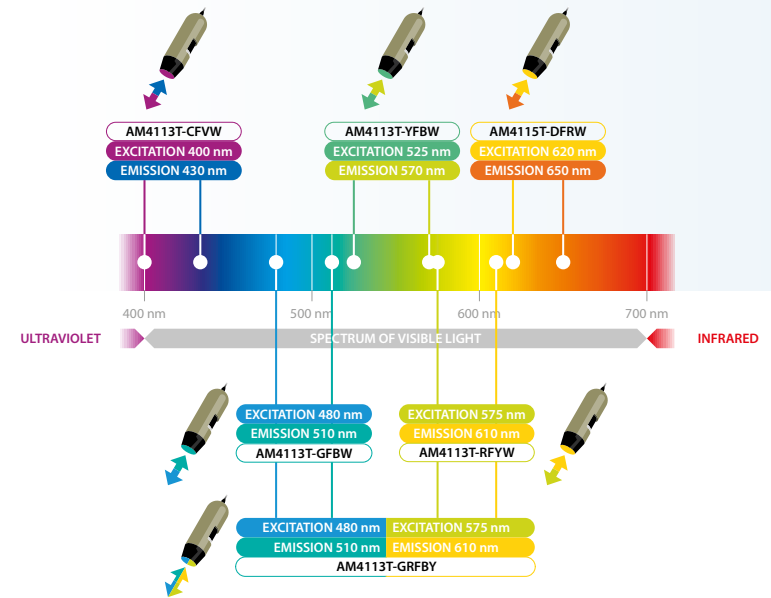 AM4113T-CFVW
EXCITATION 400 nm
EMISSION 430 nm
AM4113T-YFBW
EXCITATION 525 nm
EMISSION 570 nm
AM4115T-DFRW
EXCITATION 620 nm
EMISSION 650 nm
400 nm
500 nm
600 nm
700 nm
ULTRAVIOLET
SPECTRUM OF VISIBLE LIGHT
INFRARED
EXCITATION 480 nm
EMISSION 510 nm
AM4113T-GFBW
EXCITATION 575 nm
EMISSION 610 nm
AM4113T-RFYW
EXCITATION 480 nm EXCITATION 575 nm
EMISSION 510 nm EMISSION 610 nm
AM4113T-GRFBY